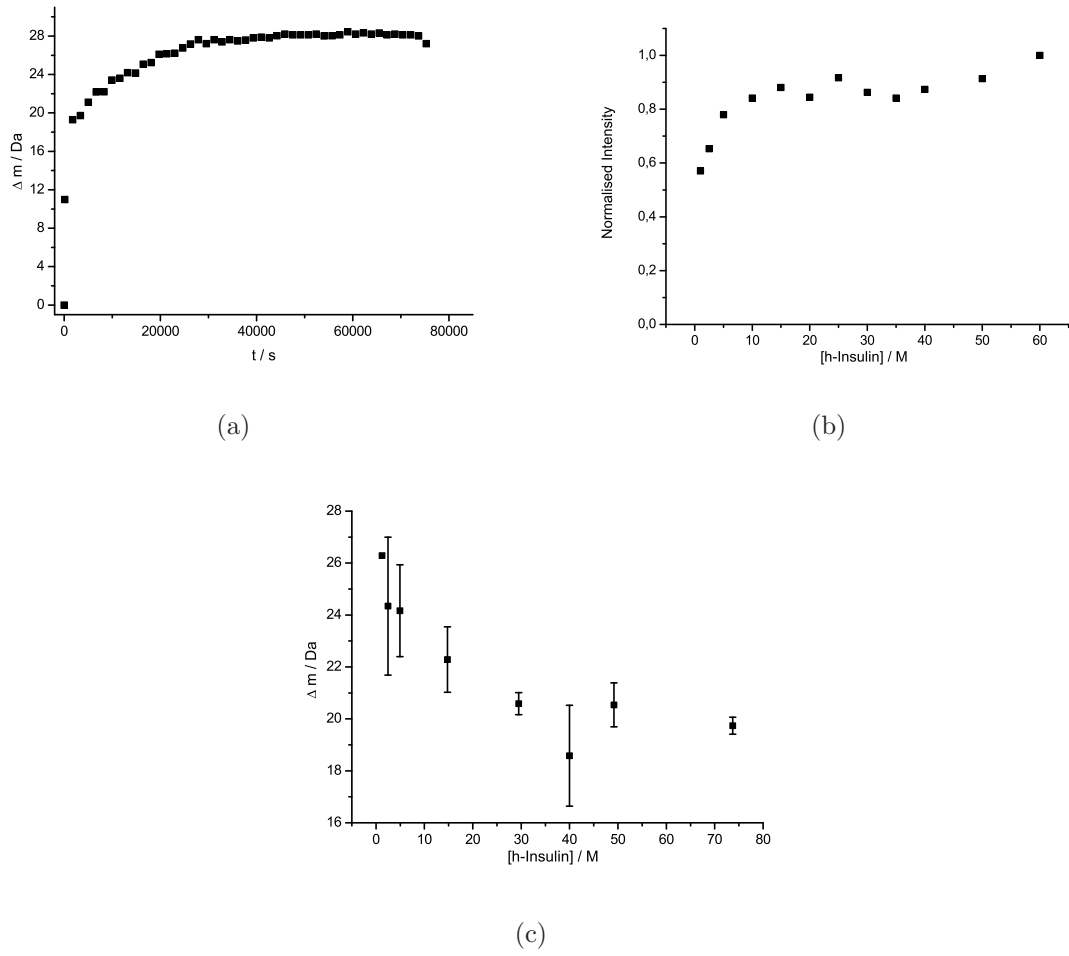 28
24
20
16
12
8
4
0
Δ m / Da
0 20000 40000 60000 80000
t / s
(a)
1,0
0,8
0,6
0,4
0,2
0,0
Normalised Intensity
0 10 20 30 40 50 60
[h-Insulin] / M
(b)
28
26
24
22
20
18
16
Δ m / Da
0 10 20 30 40 50 60 70 80
[h-Insulin] / M
(c)